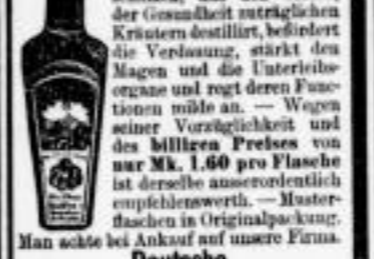 der Gesundheit zuträglichen
Kräutern destillirt, befördert
die Verdauung, stärkt den
Magen und die Unterleibs-
organe und regt deren Func-
tionen milde an. — Wegen
seiner Vorzüglichkeit und
des billigen Preises von
nur Mk. 1.60 pro Flasche
ist derselbe ausserordentlich
empfehlenswerth. — Muster-
flaschen in Originalpackung.
Man achte bei Ankauf auf unsere Firma.
Deutsche